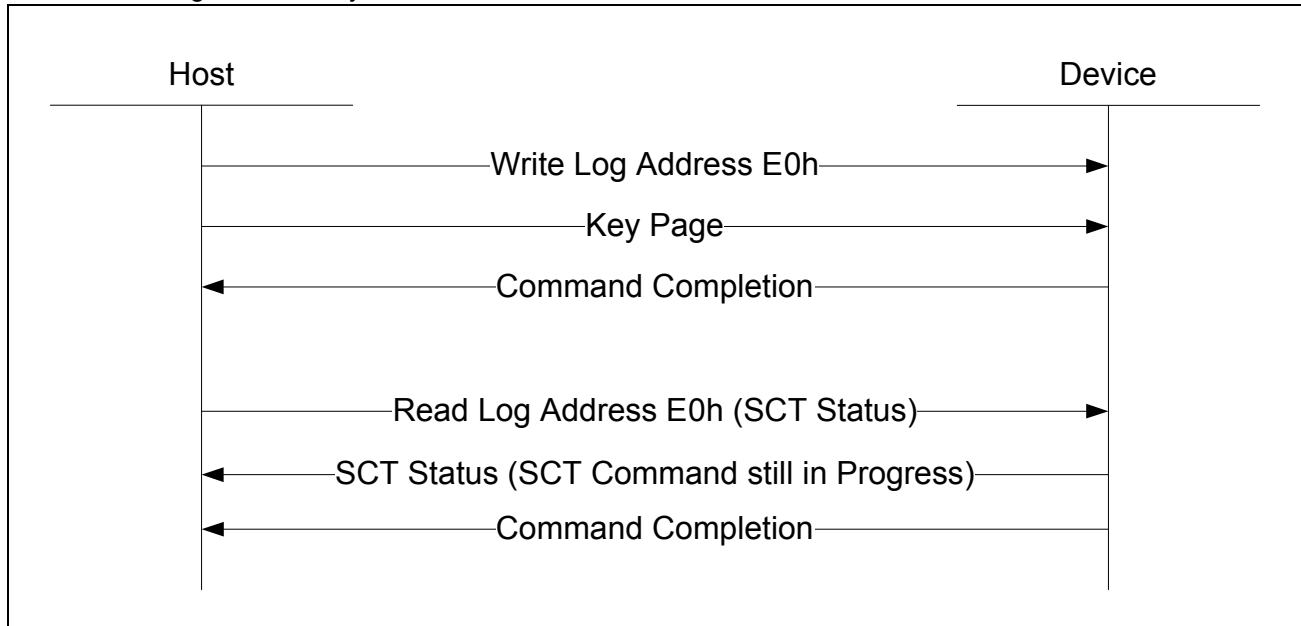 Host Device
Write Log Address E0h
Key Page
Command Completion
Read Log Address E0h (SCT Status)
SCT Status (SCT Command still in Progress)
Command Completion